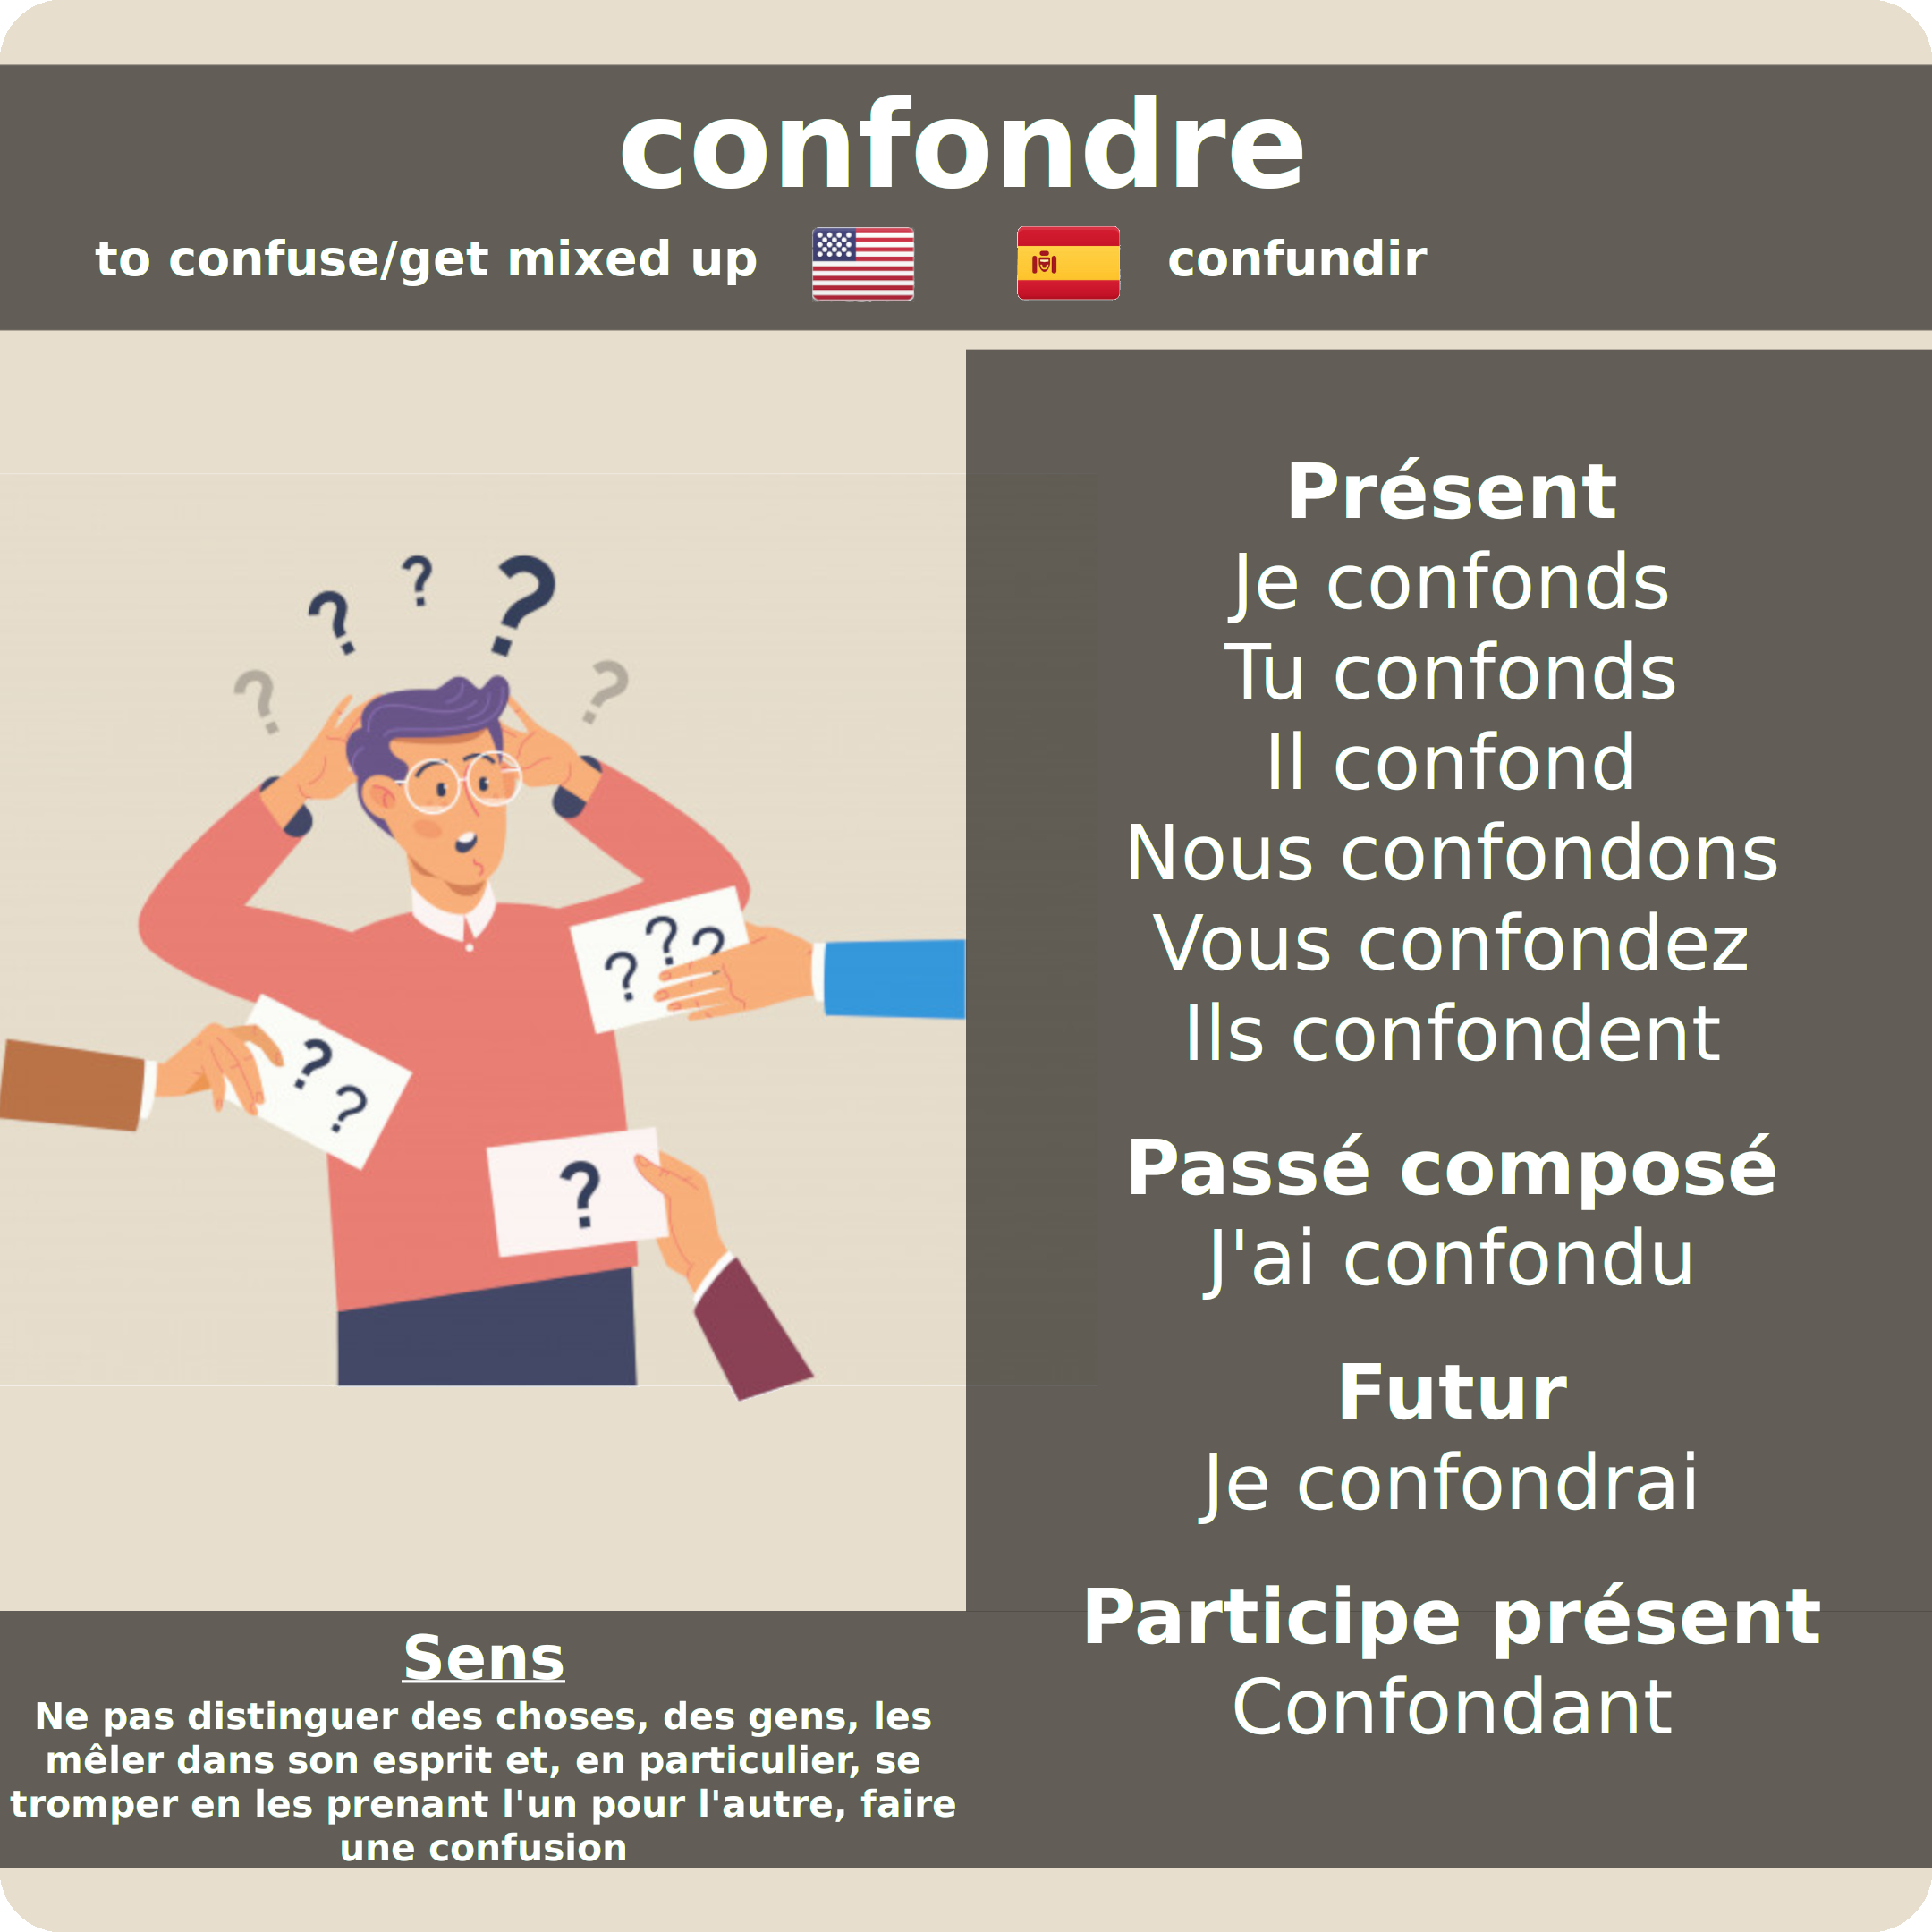 confondre
to confuse/get mixed up
confundir
Présent
Je confonds
Tu confonds
Il confond
Nous confondons
Vous confondez
Ils confondent
Passé composé
J'ai confondu
Futur
Je confondrai
Participe présent
Confondant
? ? ?
? ?
? ? ?
? ?
?
Sens
Ne pas distinguer des choses, des gens, les
mêler dans son esprit et, en particulier, se
tromper en les prenant l'un pour l'autre, faire
une confusion